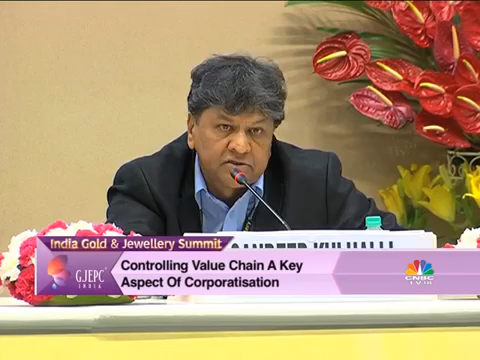 India Gold & Jewellery Summit
GJEPC
INDIA
Controlling Value Chain A Key
Aspect Of Corporatisation
CNBC
TV18